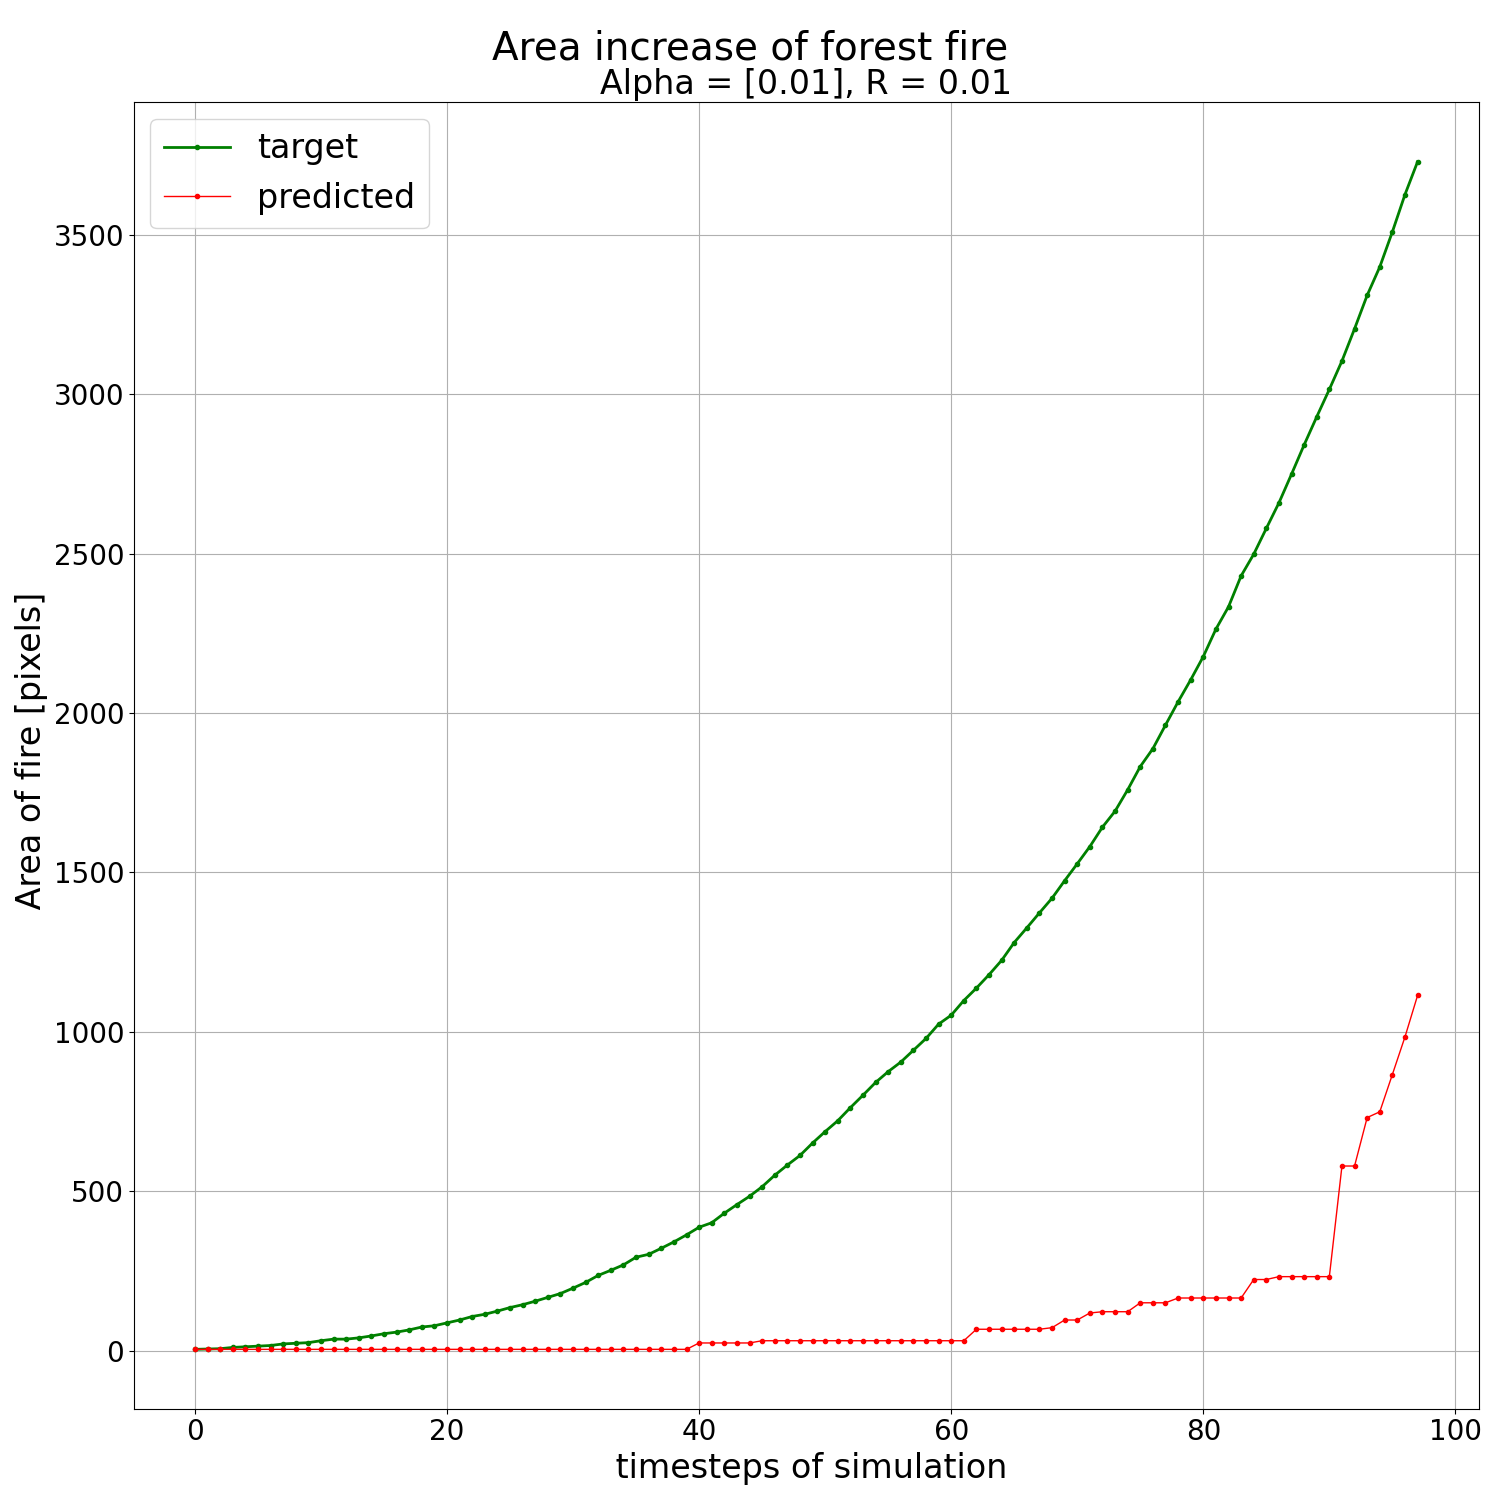 Area increase of forest fire
Alpha = [0.01], R = 0.01
target
predicted
3500
3000
2500
2000
1500
1000
500
0
Area of fire [pixels]
0 20 40 60 80 100
timesteps of simulation